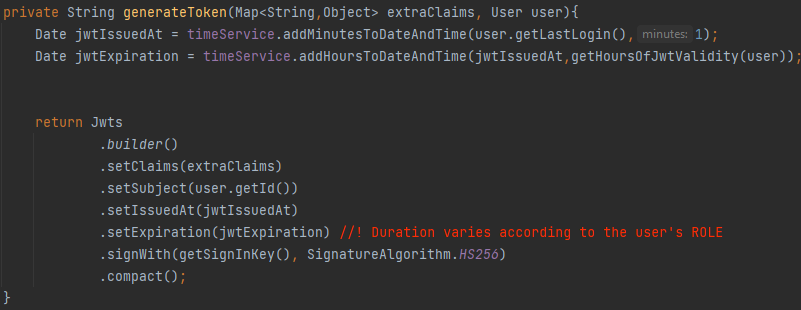 private String generateToken(Map<String,Object> extraClaims, User user){
Date jwtIssuedAt = timeService.addMinutesToDateAndTime(user.getLastLogin(), minutes: 1);
Date jwtExpiration = timeService.addHoursToDateAndTime(jwtIssuedAt,getHoursOfJwtValidity(user));
return Jwts
.builder()
.setClaims(extraClaims)
.setSubject(user.getId())
.setIssuedAt(jwtIssuedAt)
.setExpiration(jwtExpiration) //! Duration varies according to the user's ROLE
.signWith(getSignInKey(), SignatureAlgorithm.HS256)
.compact();
}